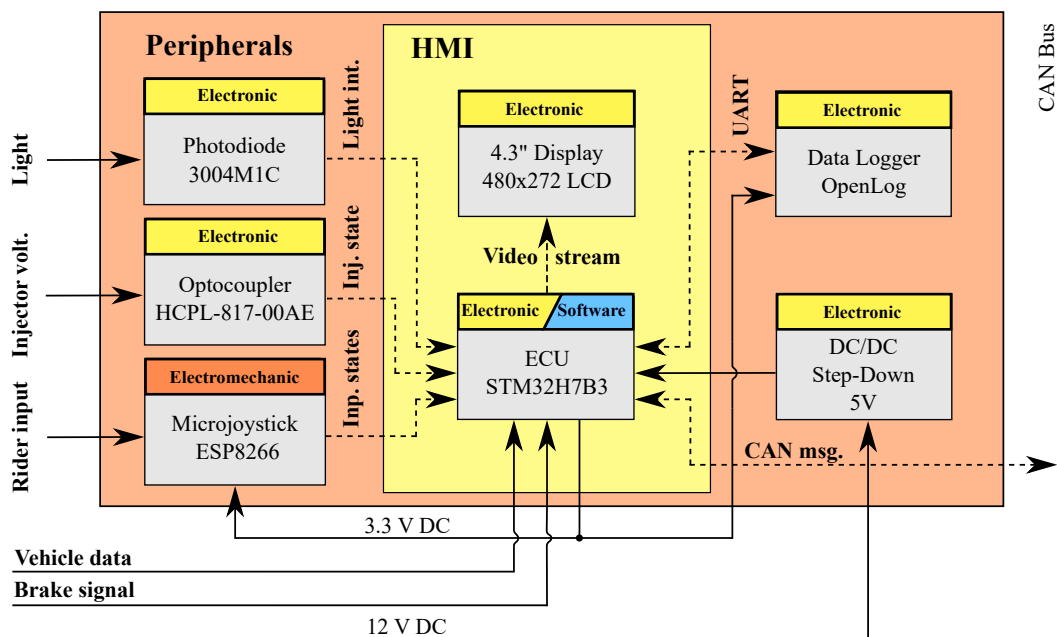 Peripherals
HMI
CAN Bus
Electronic
Photodiode
3004M1C
Light
Light int.
Electronic
4.3" Display
480x272 LCD
UART
Electronic
Data Logger
OpenLog
Electronic
Optocoupler
HCPL-817-00AE
Injector volt.
Inj. state
Video stream
Electronic
Software
ECU
STM32H7B3
Electronic
DC/DC
Step-Down
5V
Electromechanic
Microjoystick
ESP8266
Rider input
Inp. states
CAN msg.
3.3 V DC
Vehicle data
Brake signal
12 V DC